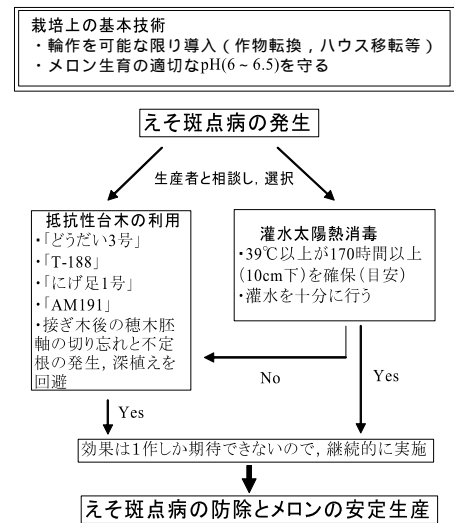 栽培上の基本技術
・輪作を可能な限り導入（作物転換，ハウス移転等）
・メロン生育の適切なpH(6～6.5)を守る
えそ斑点病の発生
生産者と相談し，選択
抵抗性台木の利用
・「どうだい3号」
・「T-188」
・「にげ足1号」
・「AM191」
・接ぎ木後の穂木胚
軸の切り忘れと不定
根の発生，深植えを
回避
灌水太陽熱消毒
・39℃以上が170時間以上
（10cm下）を確保（目安）
・灌水を十分に行う
No
Yes
Yes
効果は1作しか期待できないので，継続的に実施
えそ斑点病の防除とメロンの安定生産